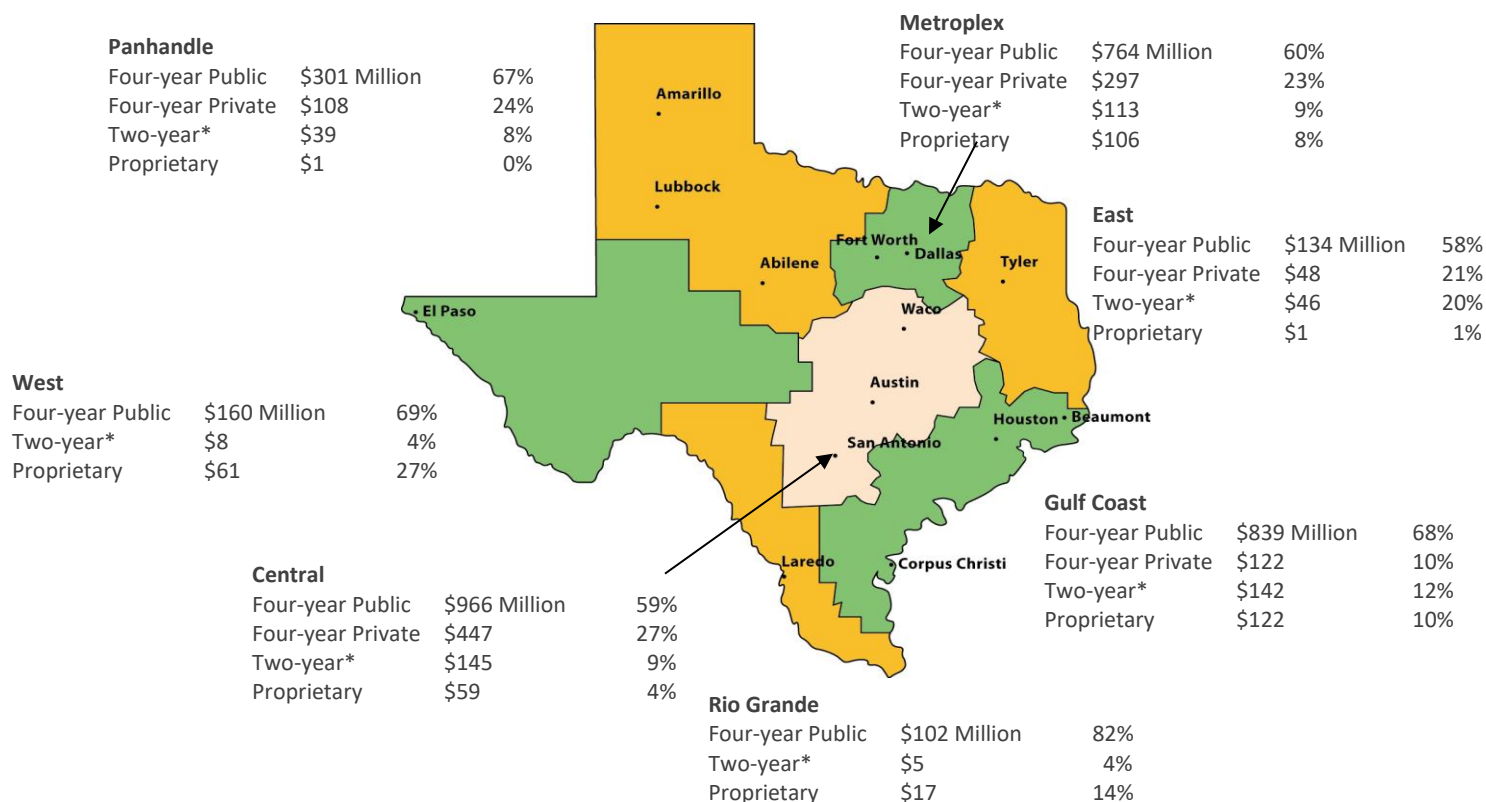 Panhandle
Four-year Public $301 Million 67%
Four-year Private $108 24%
Two-year* $39 8%
Proprietary $1 0%
Metroplex
Four-year Public $764 Million 60%
Four-year Private $297 23%
Two-year* $113 9%
Proprietary $106 8%
East
Four-year Public $134 Million 58%
Four-year Private $48 21%
Two-year* $46 20%
Proprietary $1 1%
West
Four-year Public $160 Million 69%
Two-year* $8 4%
Proprietary $61 27%
Gulf Coast
Four-year Public $839 Million 68%
Four-year Private $122 10%
Two-year* $142 12%
Proprietary $122 10%
Central
Four-year Public $966 Million 59%
Four-year Private $447 27%
Two-year* $145 9%
Proprietary $59 4%
Rio Grande
Four-year Public $102 Million 82%
Two-year* $5 4%
Proprietary $17 14%
Amarillo
Lubbock
Fort Worth
Dallas
Abilene
Tyler
El Paso
Waco
Austin
Houston
Beaumont
San Antonio
Laredo
Corpus Christi